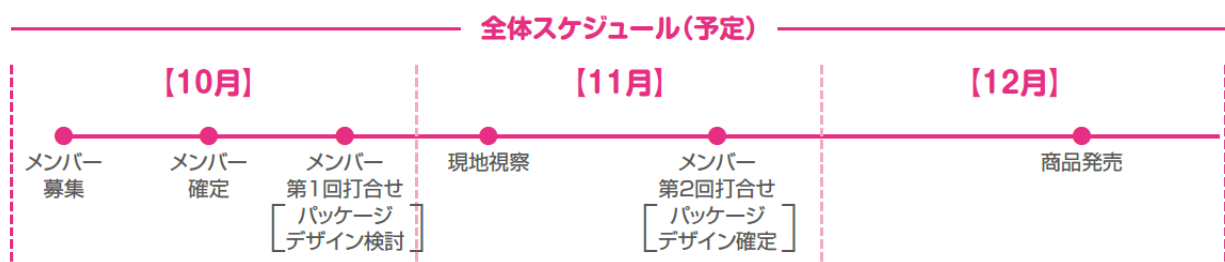 全体スケジュール（予定）
【10月】
【11月】
【12月】
メンバー
募集
メンバー
確定
メンバー
第1回打合せ
パッケージ
デザイン検討
現地視察
メンバー
第2回打合せ
パッケージ
デザイン確定
商品発売